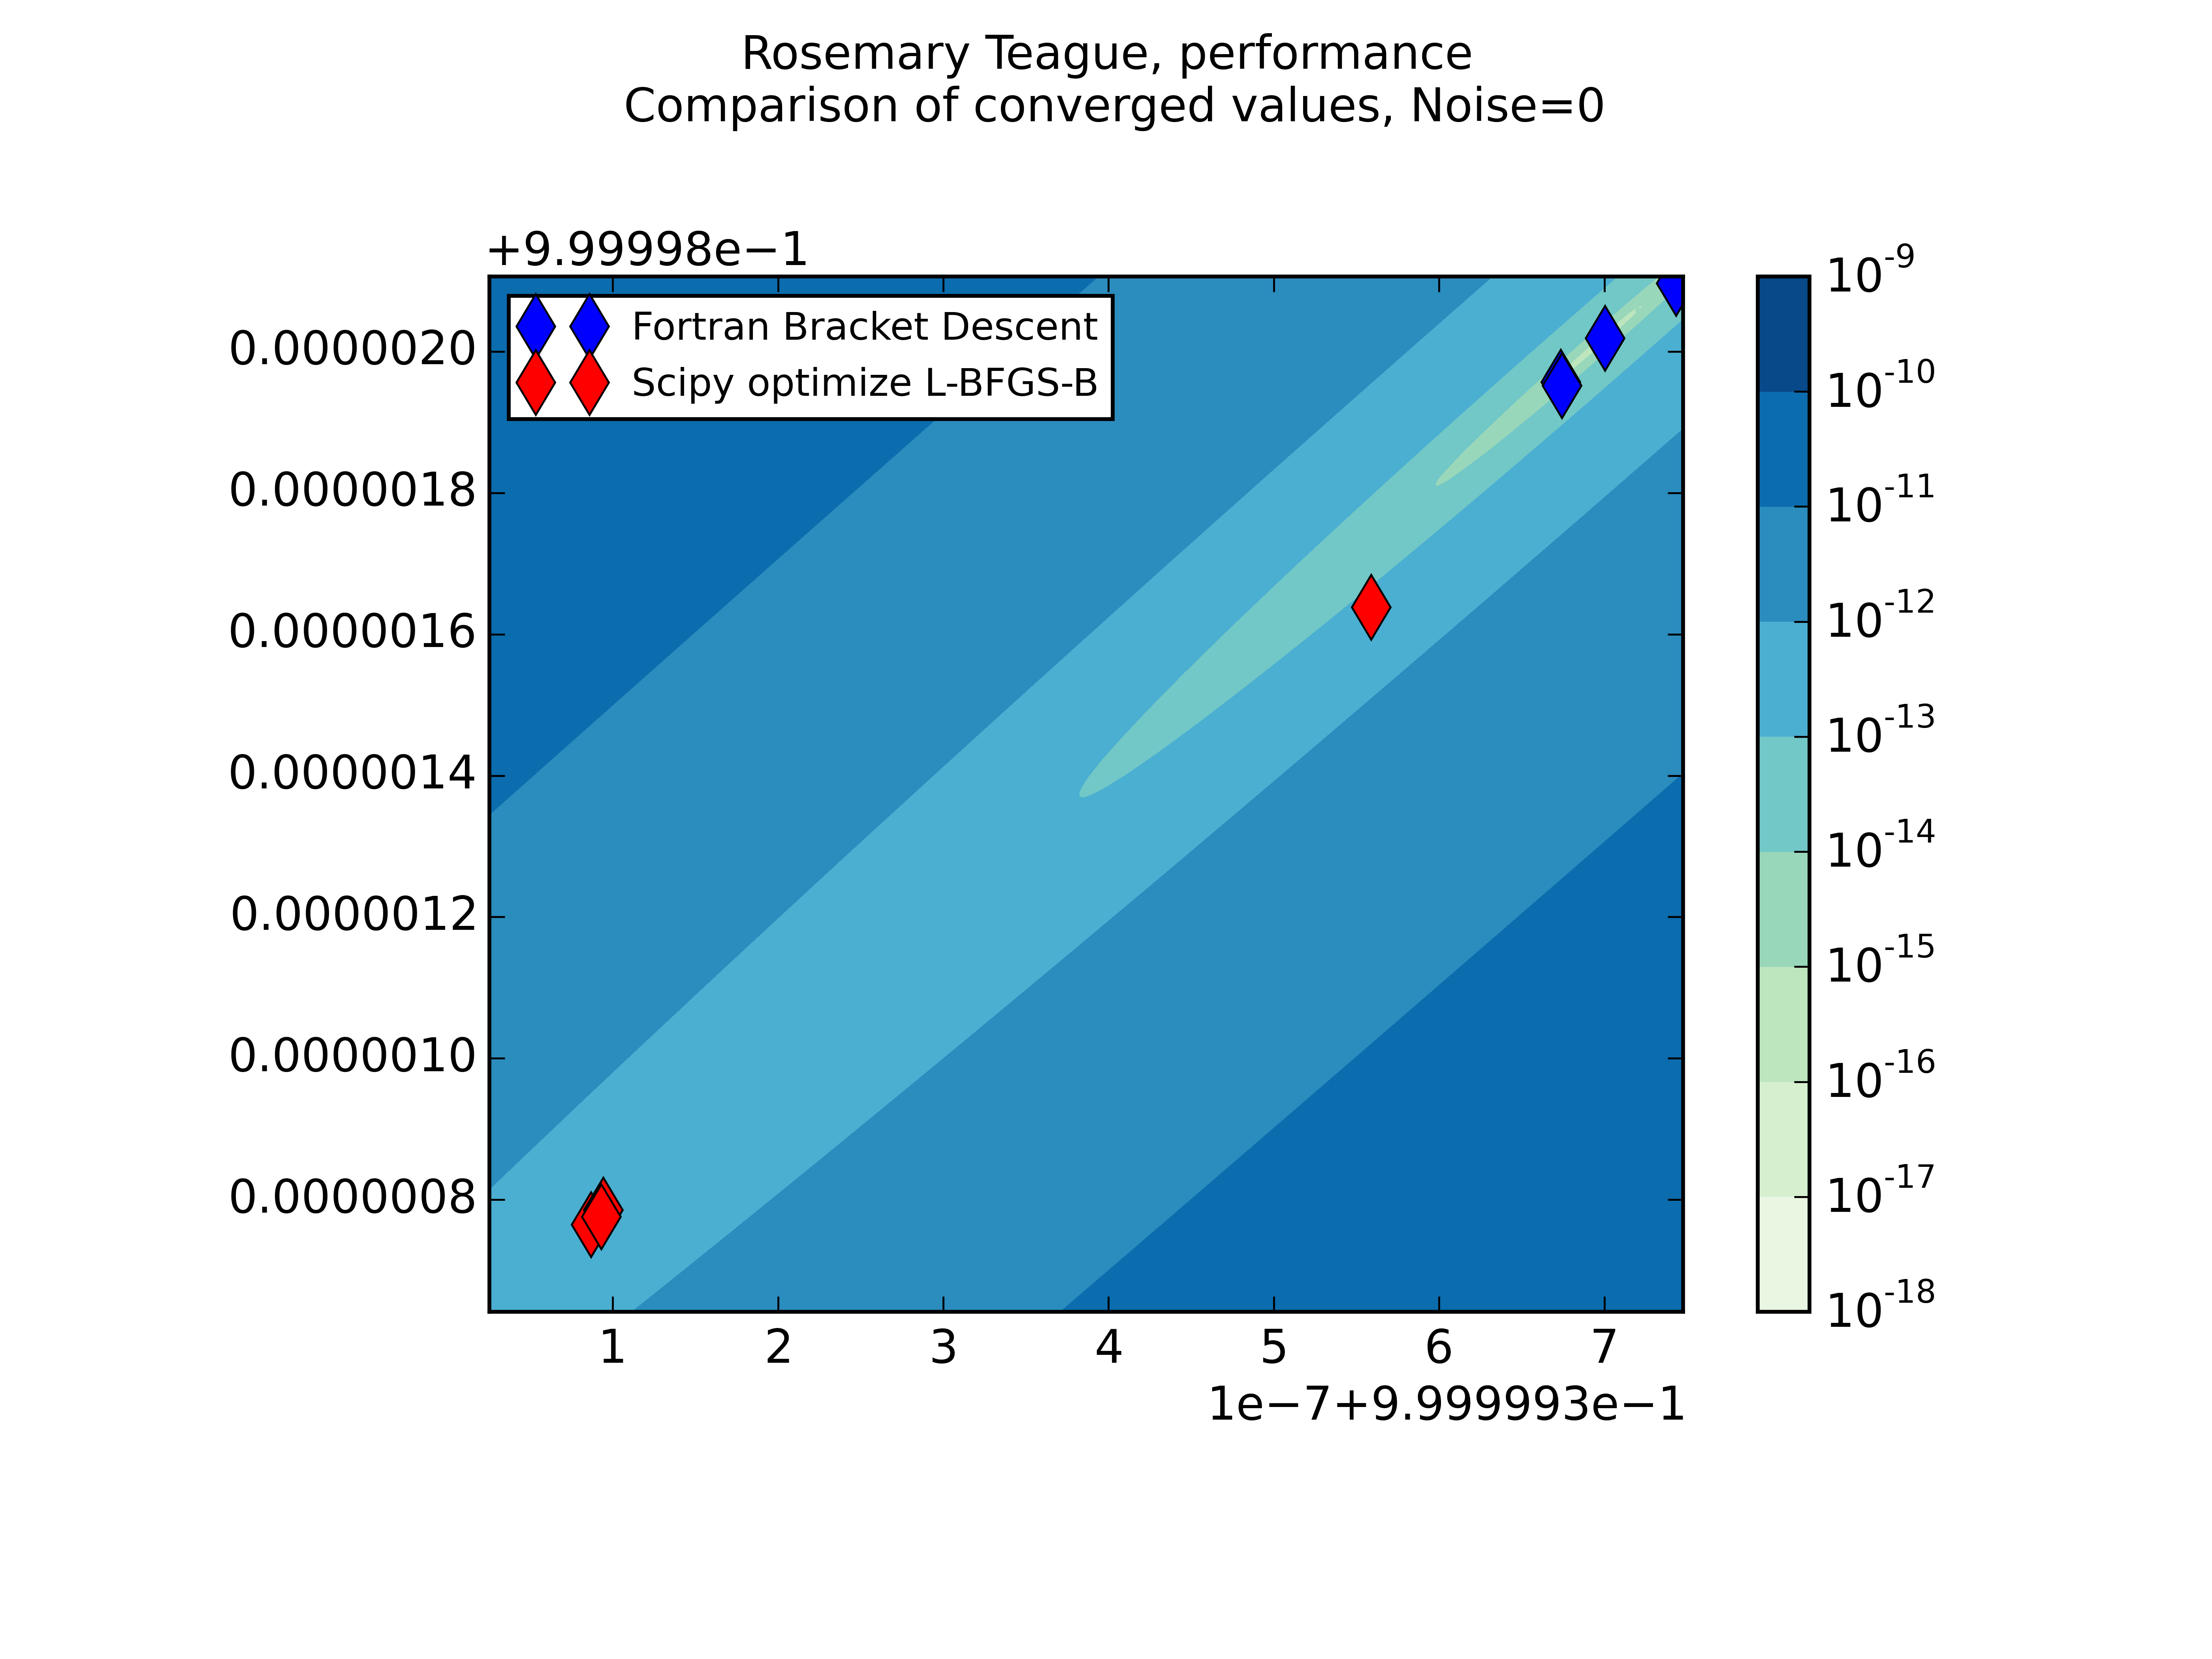 Rosemary Teague, performance
Comparison of converged values, Noise=0
+9.99998e−1
Fortran Bracket Descent
Scipy optimize L-BFGS-B
0.0000020
0.0000018
0.0000016
0.0000014
0.0000012
0.0000010
0.0000008
1 2 3 4 5 6 7
1e−7+9.999993e−1
10^-9
10^-10
10^-11
10^-12
10^-13
10^-14
10^-15
10^-16
10^-17
10^-18